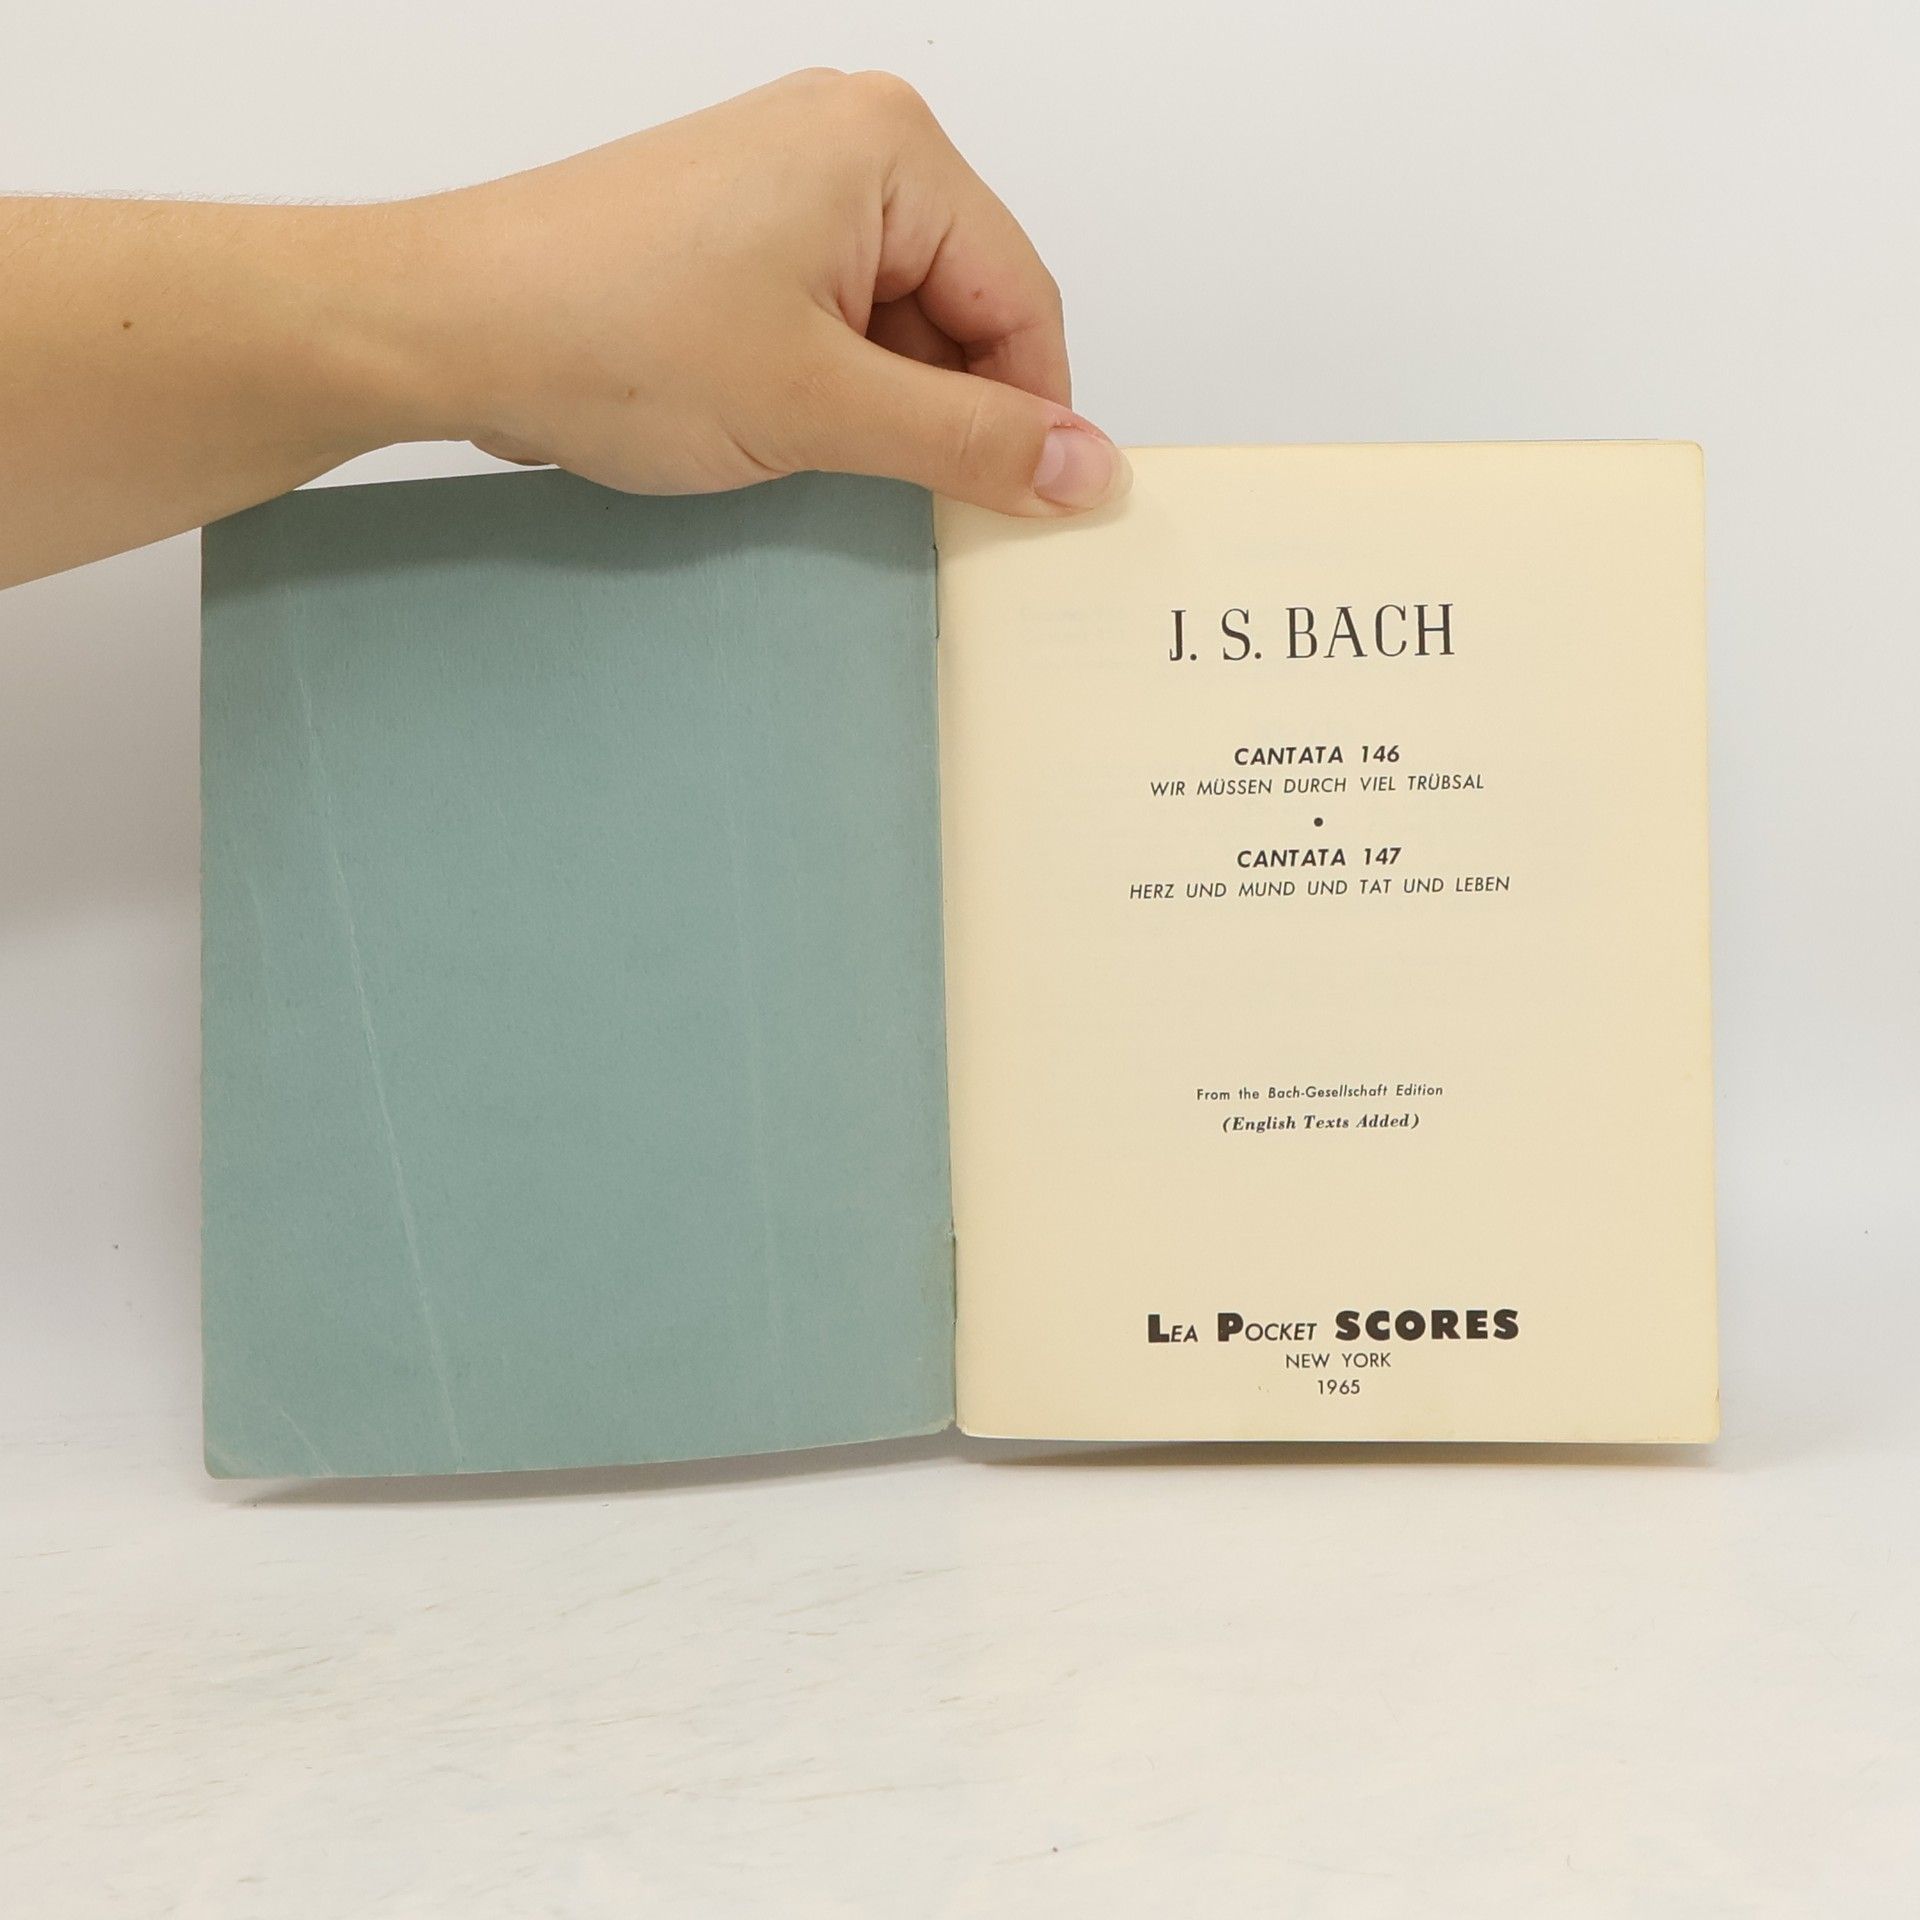 J. S. BACH
CANTATA 146
WIR MÜSSEN DURCH VIEL TRÜBSAL
•
CANTATA 147
HERZ UND MUND UND TAT UND LEBEN
From the Bach-Gesellschaft Edition
(English Texts Added)
LEA POCKET SCORES
NEW YORK
1965